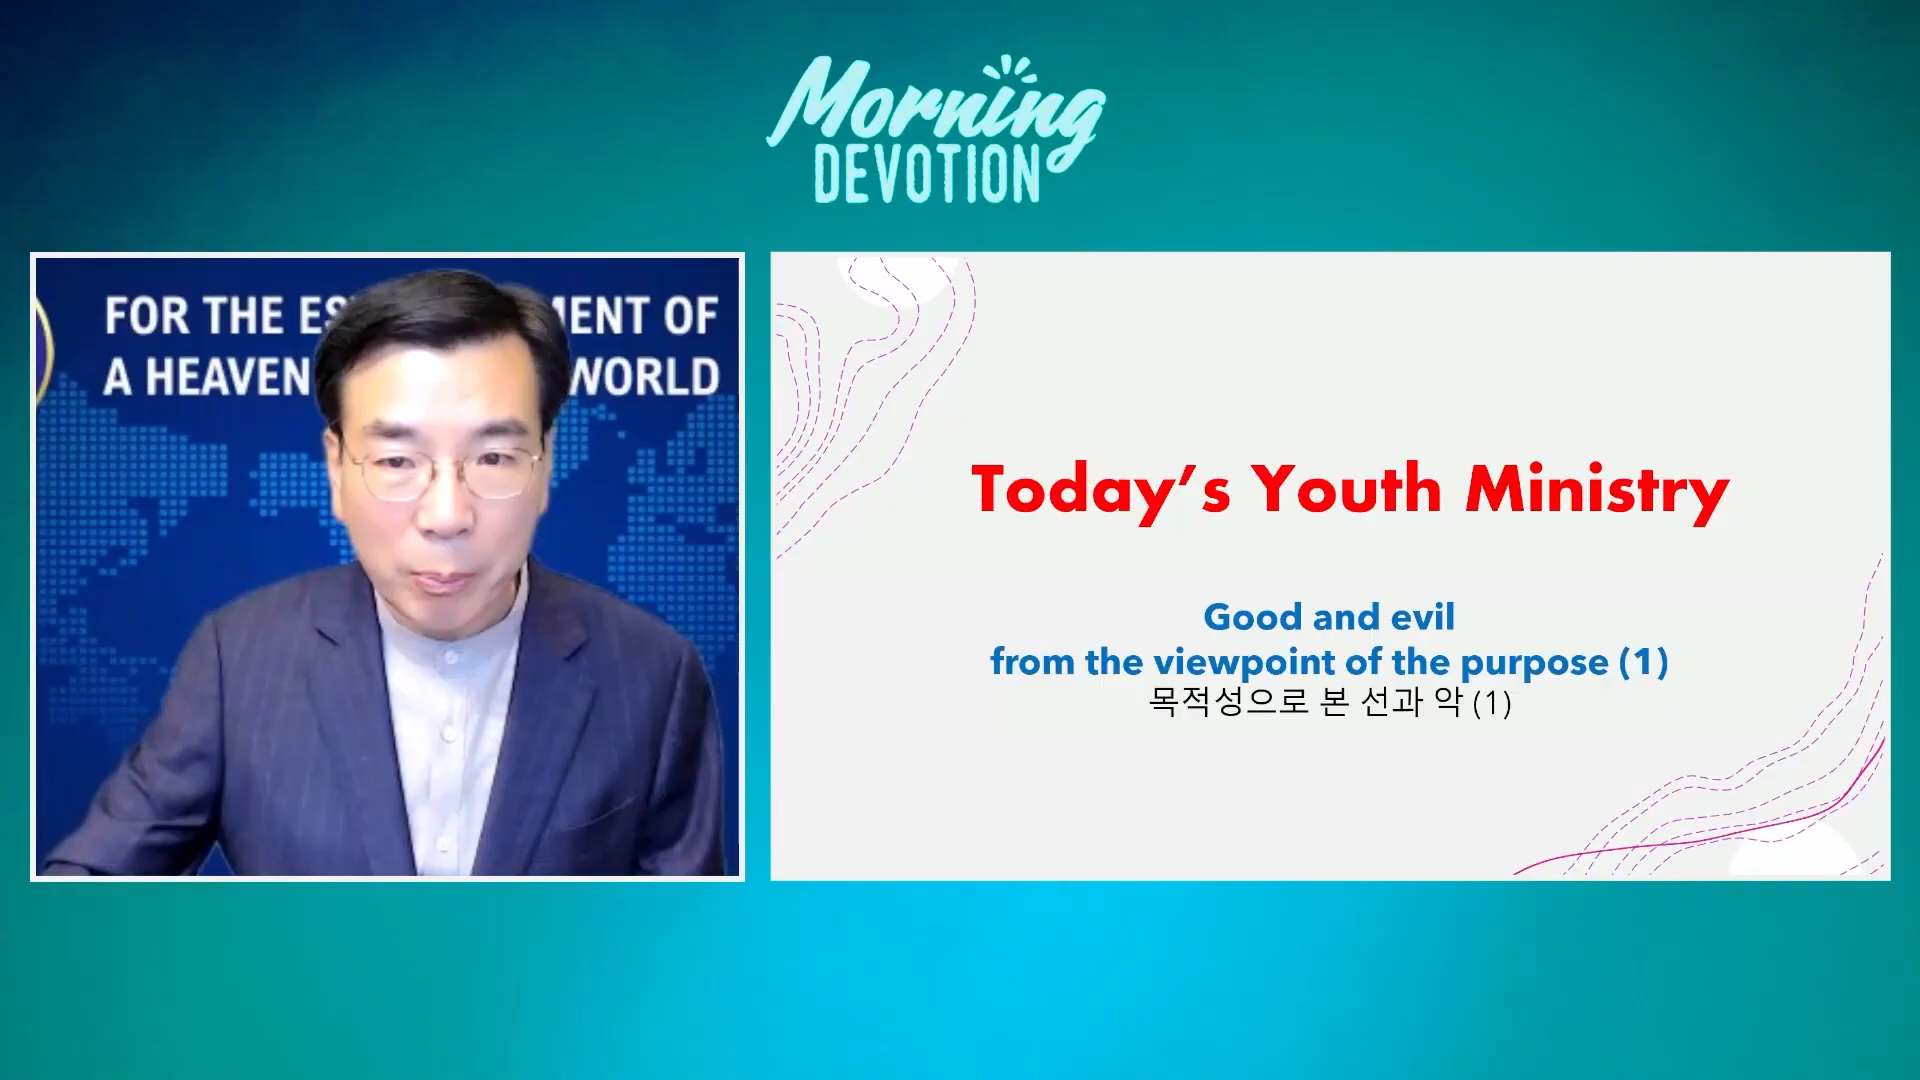 Morning
DEVOTION
FOR THE ES MENT OF
A HEAVEN WORLD
Today’s Youth Ministry
Good and evil
from the viewpoint of the purpose (1)
목적성으로 본 선과 악 (1)